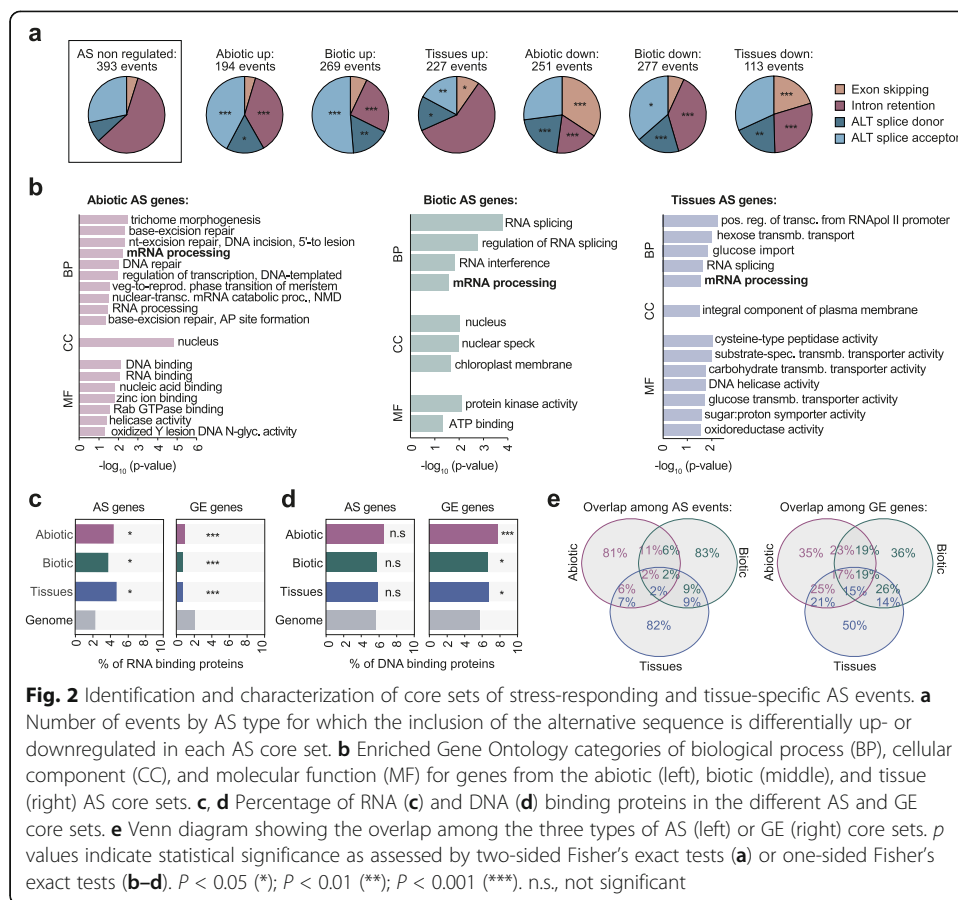 a
AS non regulated:
393 events
Abiotic up:
194 events
Biotic up:
269 events
Tissues up:
227 events
Abiotic down:
251 events
Biotic down:
277 events
Tissues down:
113 events
***
*
***
***
**
**
*
*
***
***
*
***
***
***
***
**
Exon skipping
Intron retention
ALT splice donor
ALT splice acceptor
b
Abiotic AS genes:
BP
trichome morphogenesis
base-excision repair
nt-excision repair, DNA incision, 5'-to lesion
mRNA processing
DNA repair
regulation of transcription, DNA-templated
veg-to-reprod. phase transition of meristem
nuclear-transc. mRNA catabolic proc., NMD
RNA processing
base-excision repair, AP site formation
CC
nucleus
MF
DNA binding
RNA binding
nucleic acid binding
zinc ion binding
Rab GTPase binding
helicase activity
oxidized Y lesion DNA N-glyc. activity
0 1 2 3 4 5 6
-log10 (p-value)
Biotic AS genes:
BP
RNA splicing
regulation of RNA splicing
RNA interference
mRNA processing
CC
nucleus
nuclear speck
chloroplast membrane
MF
protein kinase activity
ATP binding
0 1 2 3 4
-log10 (p-value)
Tissues AS genes:
BP
pos. reg. of transc. from RNApol II promoter
hexose transmb. transport
glucose import
RNA splicing
mRNA processing
CC
integral component of plasma membrane
MF
cysteine-type peptidase activity
substrate-spec. transmb. transporter activity
carbohydrate transmb. transporter activity
DNA helicase activity
glucose transmb. transporter activity
sugar:proton symporter activity
oxidoreductase activity
0 1 2
-log10 (p-value)
c
AS genes GE genes
Abiotic * ***
Biotic * ***
Tissues * ***
Genome
0 2 4 6 8 10 0 2 4 6 8 10
% of RNA binding proteins
d
AS genes GE genes
Abiotic n.s ***
Biotic n.s *
Tissues n.s *
Genome
0 2 4 6 8 10 0 2 4 6 8 10
% of DNA binding proteins
e
Overlap among AS events:
Abiotic
Biotic
81% 11% 6% 83%
2% 2%
6% 2% 9%
7% 9%
82%
Tissues
Overlap among GE genes:
Abiotic
Biotic
35% 23% 19% 36%
17% 19%
25% 15% 26%
21% 14%
50%
Tissues
Fig. 2 Identification and characterization of core sets of stress-responding and tissue-specific AS events. a
Number of events by AS type for which the inclusion of the alternative sequence is differentially up- or
downregulated in each AS core set. b Enriched Gene Ontology categories of biological process (BP), cellular
component (CC), and molecular function (MF) for genes from the abiotic (left), biotic (middle), and tissue
(right) AS core sets. c, d Percentage of RNA (c) and DNA (d) binding proteins in the different AS and GE
core sets. e Venn diagram showing the overlap among the three types of AS (left) or GE (right) core sets. p
values indicate statistical significance as assessed by two-sided Fisher's exact tests (a) or one-sided Fisher's
exact tests (b–d). P < 0.05 (*); P < 0.01 (**); P < 0.001 (***). n.s., not significant